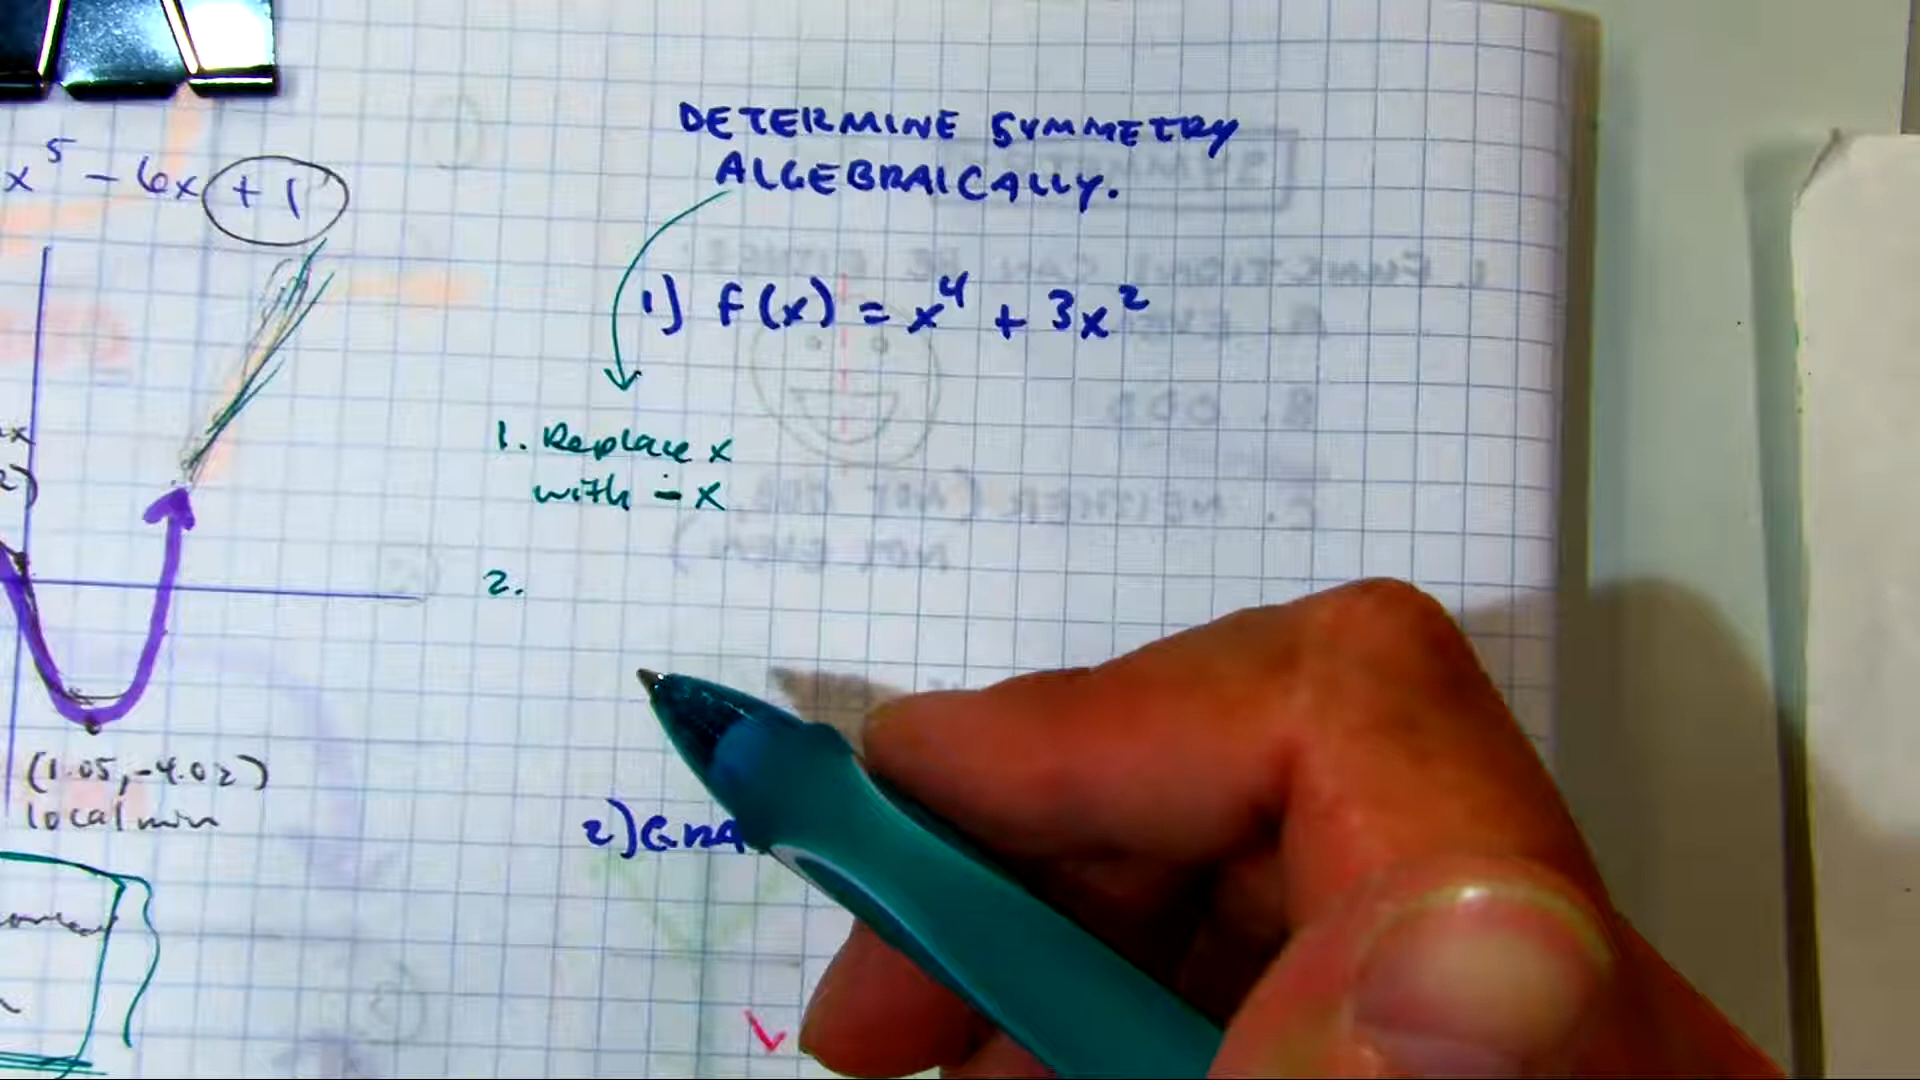 x⁵ - 6x + 1
(1.05, -4.02)
local min
DETERMINE SYMMETRY
ALGEBRAICALLY.
1) f(x) = x⁴ + 3x²
1. Replace x
with -x
2.
2) GRA